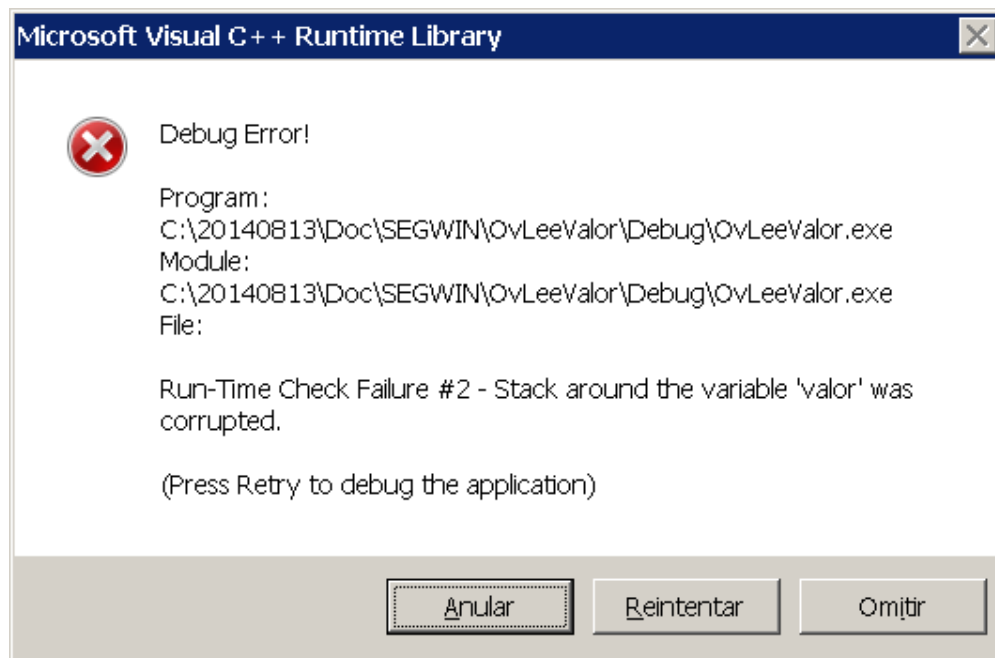 Microsoft Visual C++ Runtime Library
Debug Error!
Program:
C:\20140813\Doc\SEGWIN\OvLeeValor\Debug\OvLeeValor.exe
Module:
C:\20140813\Doc\SEGWIN\OvLeeValor\Debug\OvLeeValor.exe
File:
Run-Time Check Failure #2 - Stack around the variable 'valor' was
corrupted.
(Press Retry to debug the application)
Anular Reintentar Omitir